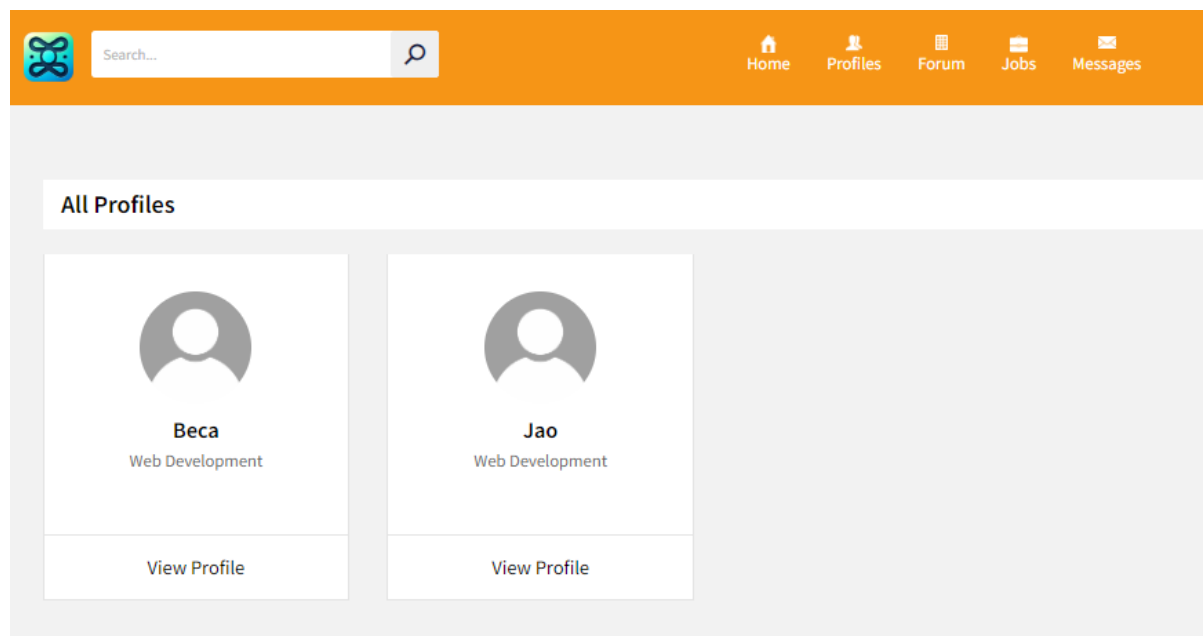 Search...
Home
Profiles
Forum
Jobs
Messages
All Profiles
Beca
Web Development
View Profile
Jao
Web Development
View Profile